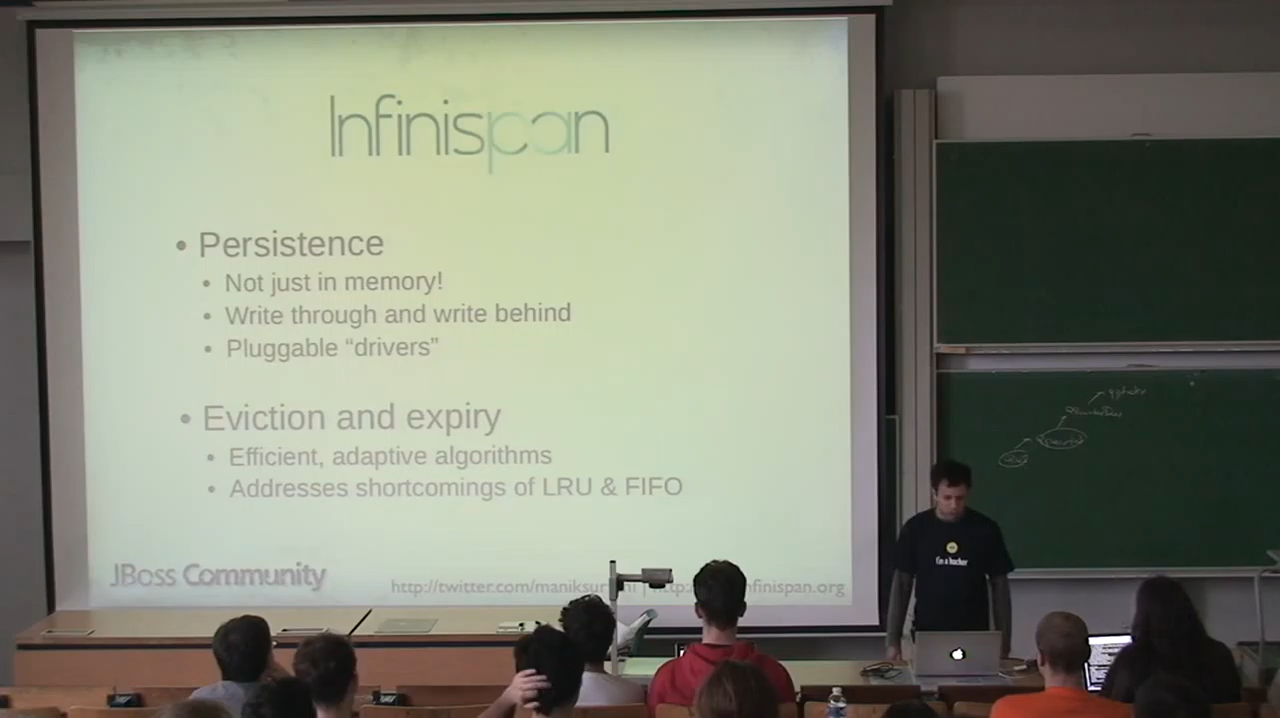 Infinispan
• Persistence
• Not just in memory!
• Write through and write behind
• Pluggable “drivers”
• Eviction and expiry
• Efficient, adaptive algorithms
• Addresses shortcomings of LRU & FIFO
JBoss Community
I'm a hacker